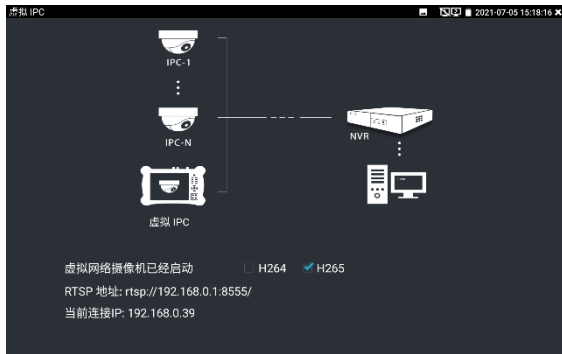 虚拟 IPC
2021-07-05 15:18:16
IPC-1
IPC-N
NVR
虚拟 IPC
虚拟网络摄像机已经启动 H264 H265
RTSP 地址: rtsp://192.168.0.1:8555/
当前连接IP: 192.168.0.39